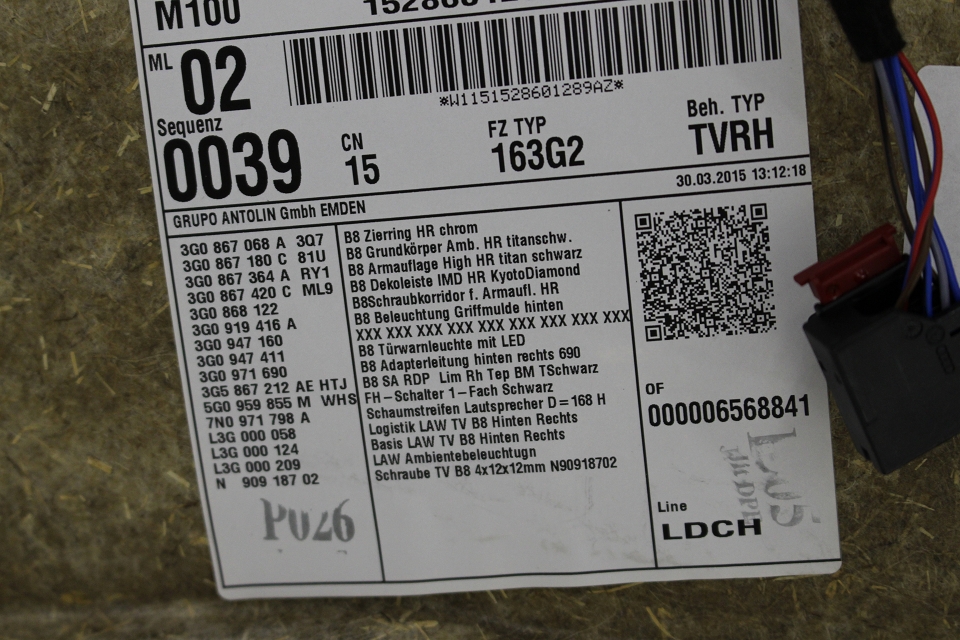 M100
ML
02
*W1151528601289AZ*
Sequenz
0039
CN
15
FZ TYP
163G2
Beh. TYP
TVRH
30.03.2015 13:12:18
GRUPO ANTOLIN GmbH EMDEN
3G0 867 068 A 3Q7
3G0 867 180 C 81U
3G0 867 364 A RY1
3G0 867 420 C ML9
3G0 868 122
3G0 919 416 A
3G0 947 160
3G0 947 411
3G0 971 690
3G5 867 212 AE HTJ
5G0 959 855 M WHS
7N0 971 798 A
L3G 000 058
L3G 000 124
L3G 000 209
N 909 187 02
P026
B8 Zierring HR chrom
B8 Grundkörper Amb. HR titanschw.
B8 Armauflage High HR titan schwarz
B8 Dekoleiste IMD HR KyotoDiamond
B8Schraubkorridor f. Armaufl. HR
B8 Beleuchtung Griffmulde hinten
XXX XXX XXX XXX XXX XXX XXX XXX XXX XXX
B8 Türwarnleuchte mit LED
B8 Adapterleitung hinten rechts 690
B8 SA RDP Lim Rh Tep BM TSchwarz
FH-Schalter 1-Fach Schwarz
Schaumstreifen Lautsprecher D=168 H
Logistik LAW TV B8 Hinten Rechts
Basis LAW TV B8 Hinten Rechts
LAW Ambientebeleuchtugn
Schraube TV B8 4x12x12mm N90918702
OF
000006568841
Line
LDCH